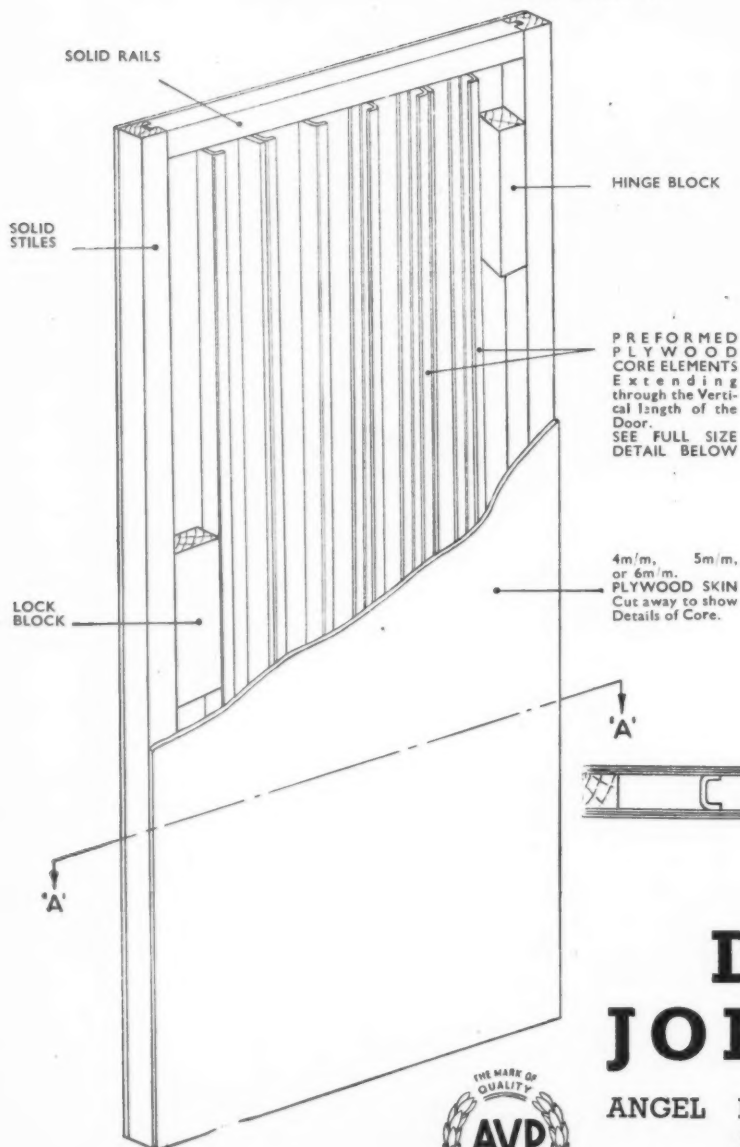 SOLID RAILS
SOLID
STILES
LOCK
BLOCK
HINGE BLOCK
PREFORMED
PLYWOOD
CORE ELEMENTS
Extending
through the Verti-
cal length of the
Door.
SEE FULL SIZE
DETAIL BELOW
4m/m, 5m/m,
or 6m/m.
PLYWOOD SKIN
Cut away to show
Details of Core.
'A'
'A'
THE MARK OF
QUALITY
AVP
ANGEL